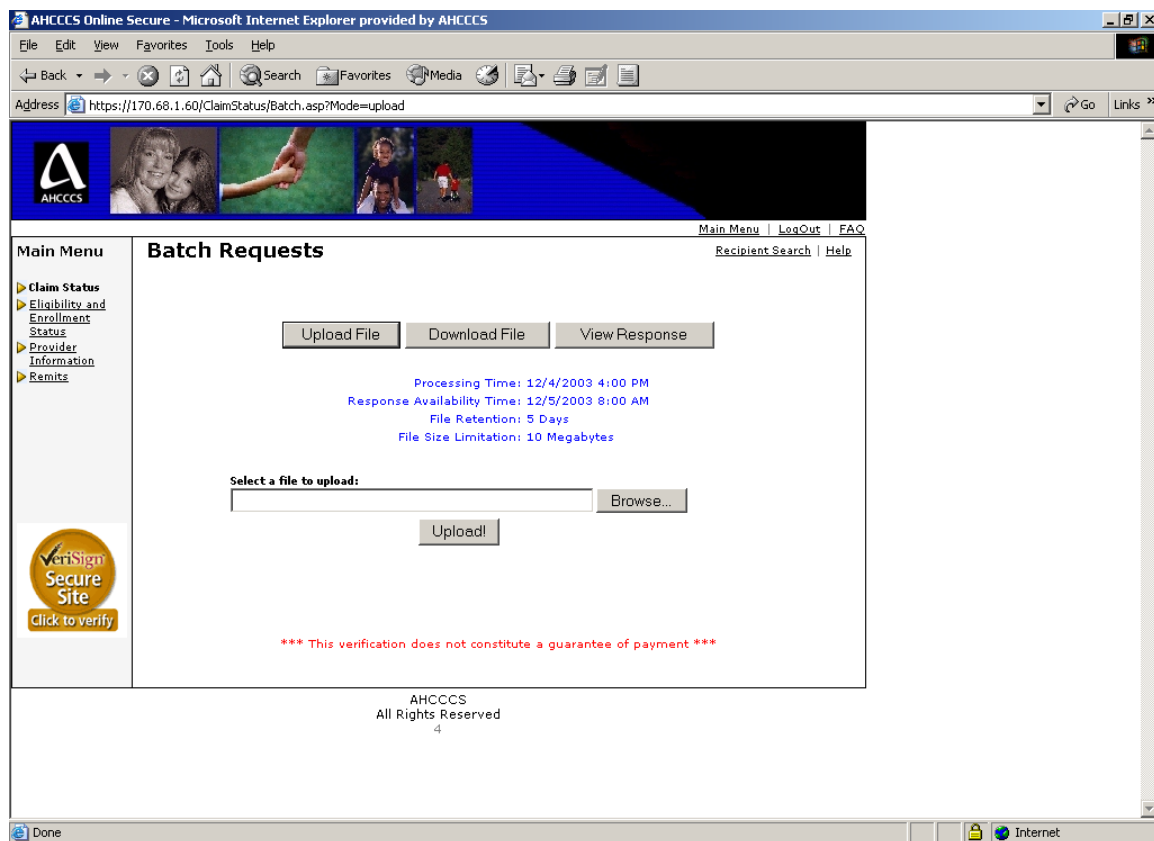 AHCCCS Online Secure - Microsoft Internet Explorer provided by AHCCCS
File Edit View Favorites Tools Help
Back Search Favorites Media
Address https://170.68.1.60/ClaimStatus/Batch.asp?Mode=upload Go Links »
AHCCCS
Main Menu | LogOut | FAQ
Main Menu
Batch Requests
Recipient Search | Help
Claim Status
Eligibility and
Enrollment
Status
Provider
Information
Remits
Upload File Download File View Response
Processing Time: 12/4/2003 4:00 PM
Response Availability Time: 12/5/2003 8:00 AM
File Retention: 5 Days
File Size Limitation: 10 Megabytes
Select a file to upload:
Browse...
Upload!
VeriSign
Secure
Site
Click to verify
*** This verification does not constitute a guarantee of payment ***
AHCCCS
All Rights Reserved
4
Done Internet